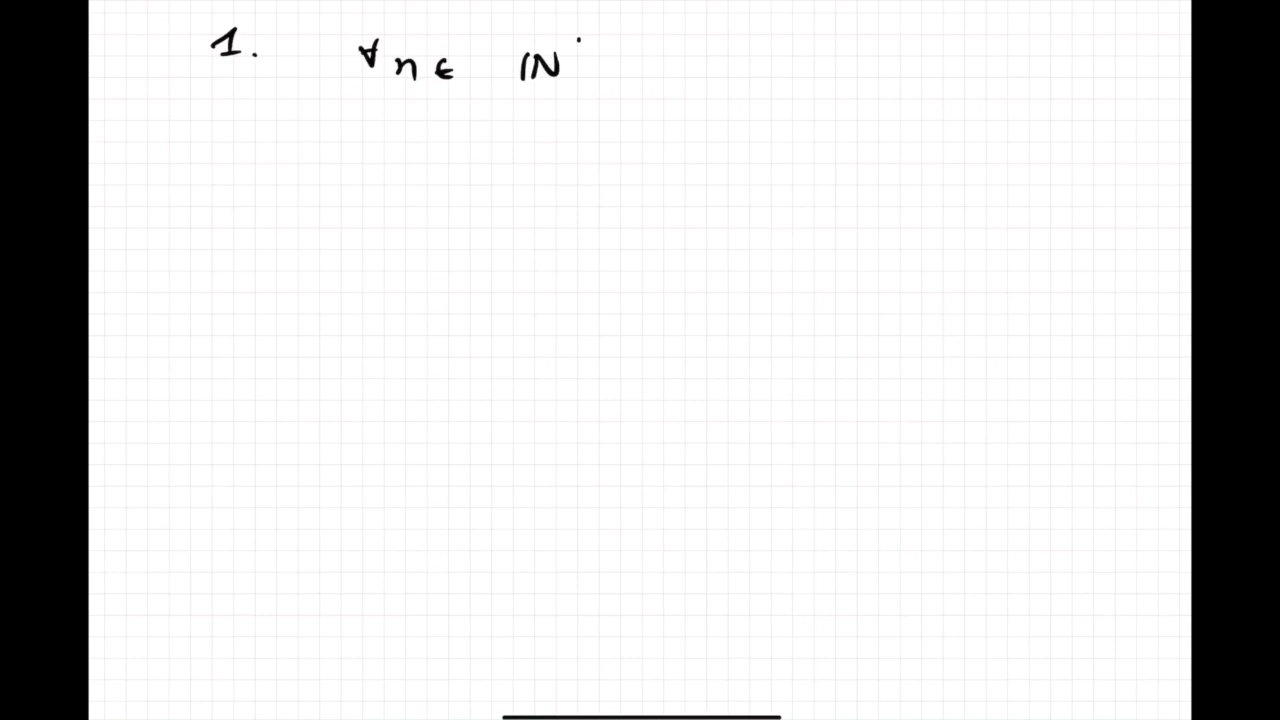 1. ∀ n ∈ ℕ